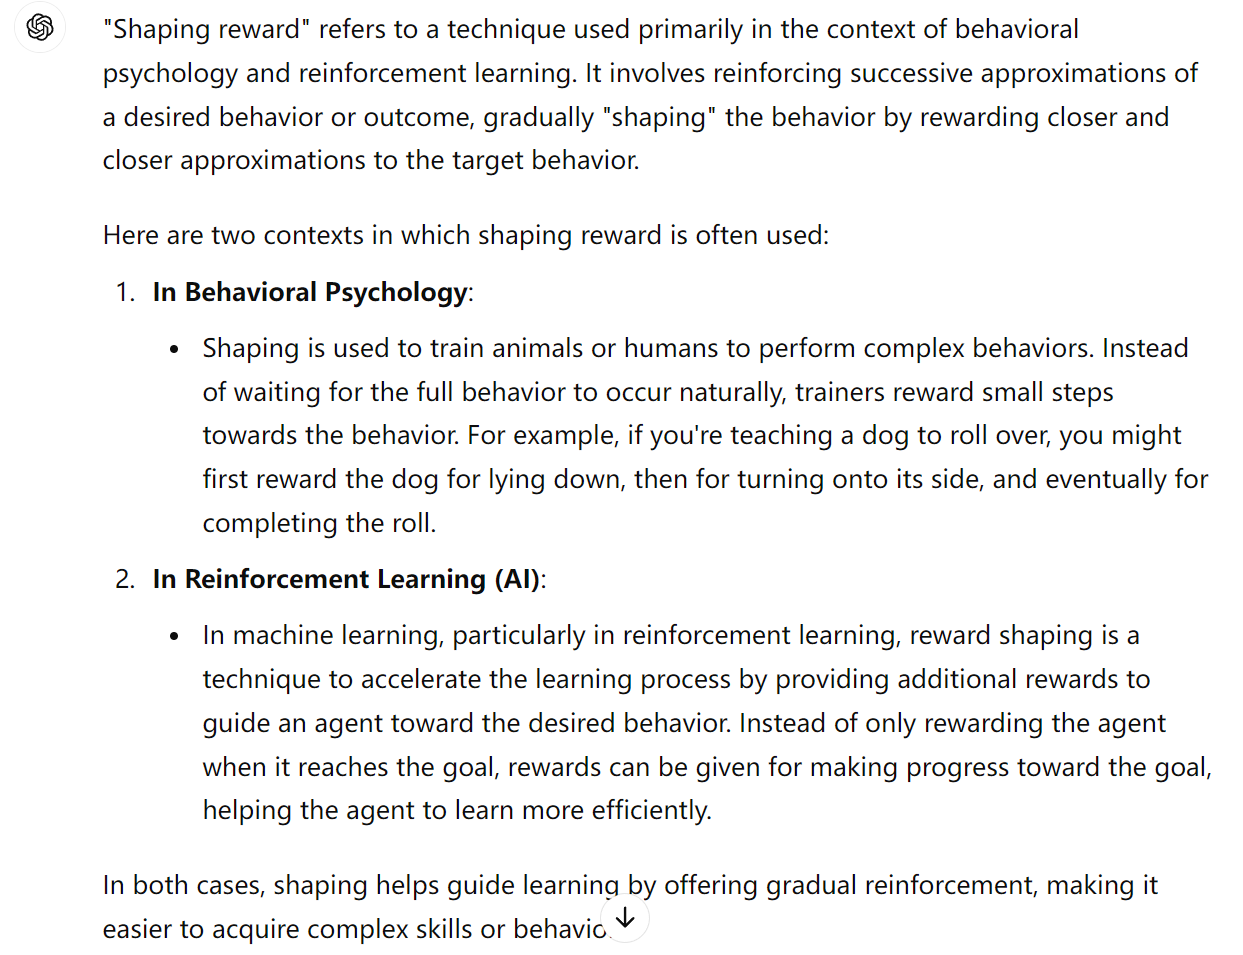 "Shaping reward" refers to a technique used primarily in the context of behavioral
psychology and reinforcement learning. It involves reinforcing successive approximations of
a desired behavior or outcome, gradually "shaping" the behavior by rewarding closer and
closer approximations to the target behavior.
Here are two contexts in which shaping reward is often used:
1. In Behavioral Psychology:
• Shaping is used to train animals or humans to perform complex behaviors. Instead
of waiting for the full behavior to occur naturally, trainers reward small steps
towards the behavior. For example, if you're teaching a dog to roll over, you might
first reward the dog for lying down, then for turning onto its side, and eventually for
completing the roll.
2. In Reinforcement Learning (AI):
• In machine learning, particularly in reinforcement learning, reward shaping is a
technique to accelerate the learning process by providing additional rewards to
guide an agent toward the desired behavior. Instead of only rewarding the agent
when it reaches the goal, rewards can be given for making progress toward the goal,
helping the agent to learn more efficiently.
In both cases, shaping helps guide learning by offering gradual reinforcement, making it
easier to acquire complex skills or